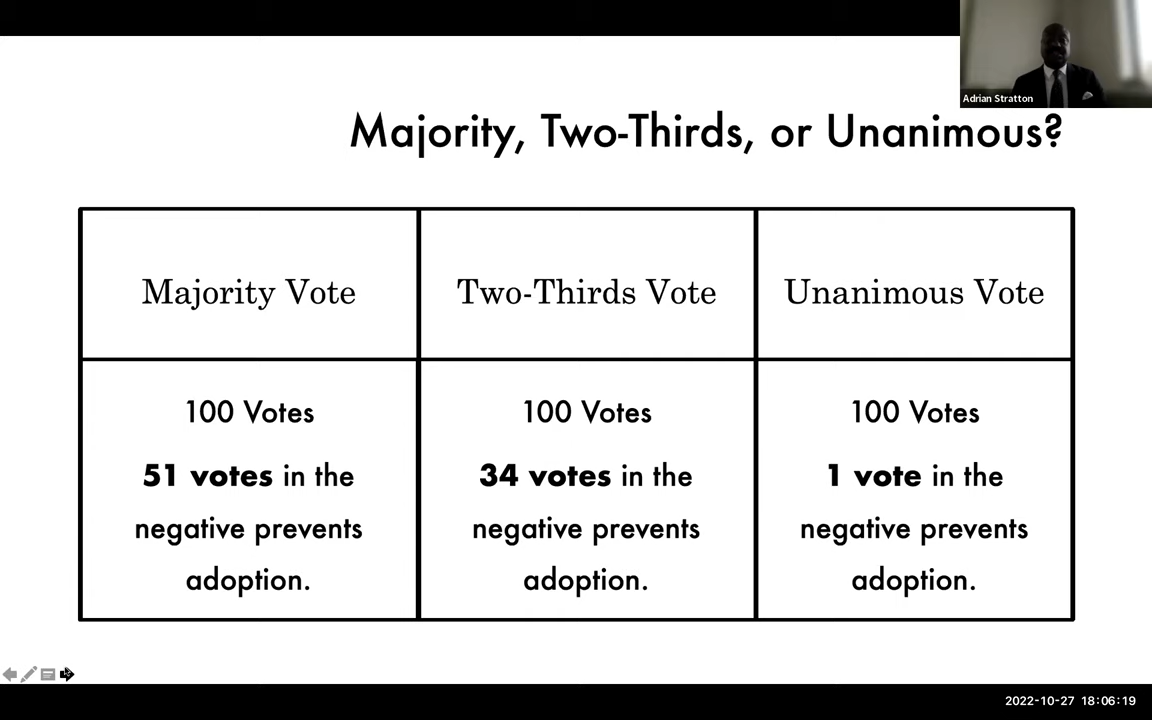 Adrian Stratton
Majority, Two-Thirds, or Unanimous?
Majority Vote
Two-Thirds Vote
Unanimous Vote
100 Votes
51 votes in the
negative prevents
adoption.
100 Votes
34 votes in the
negative prevents
adoption.
100 Votes
1 vote in the
negative prevents
adoption.
2022-10-27 18:06:19